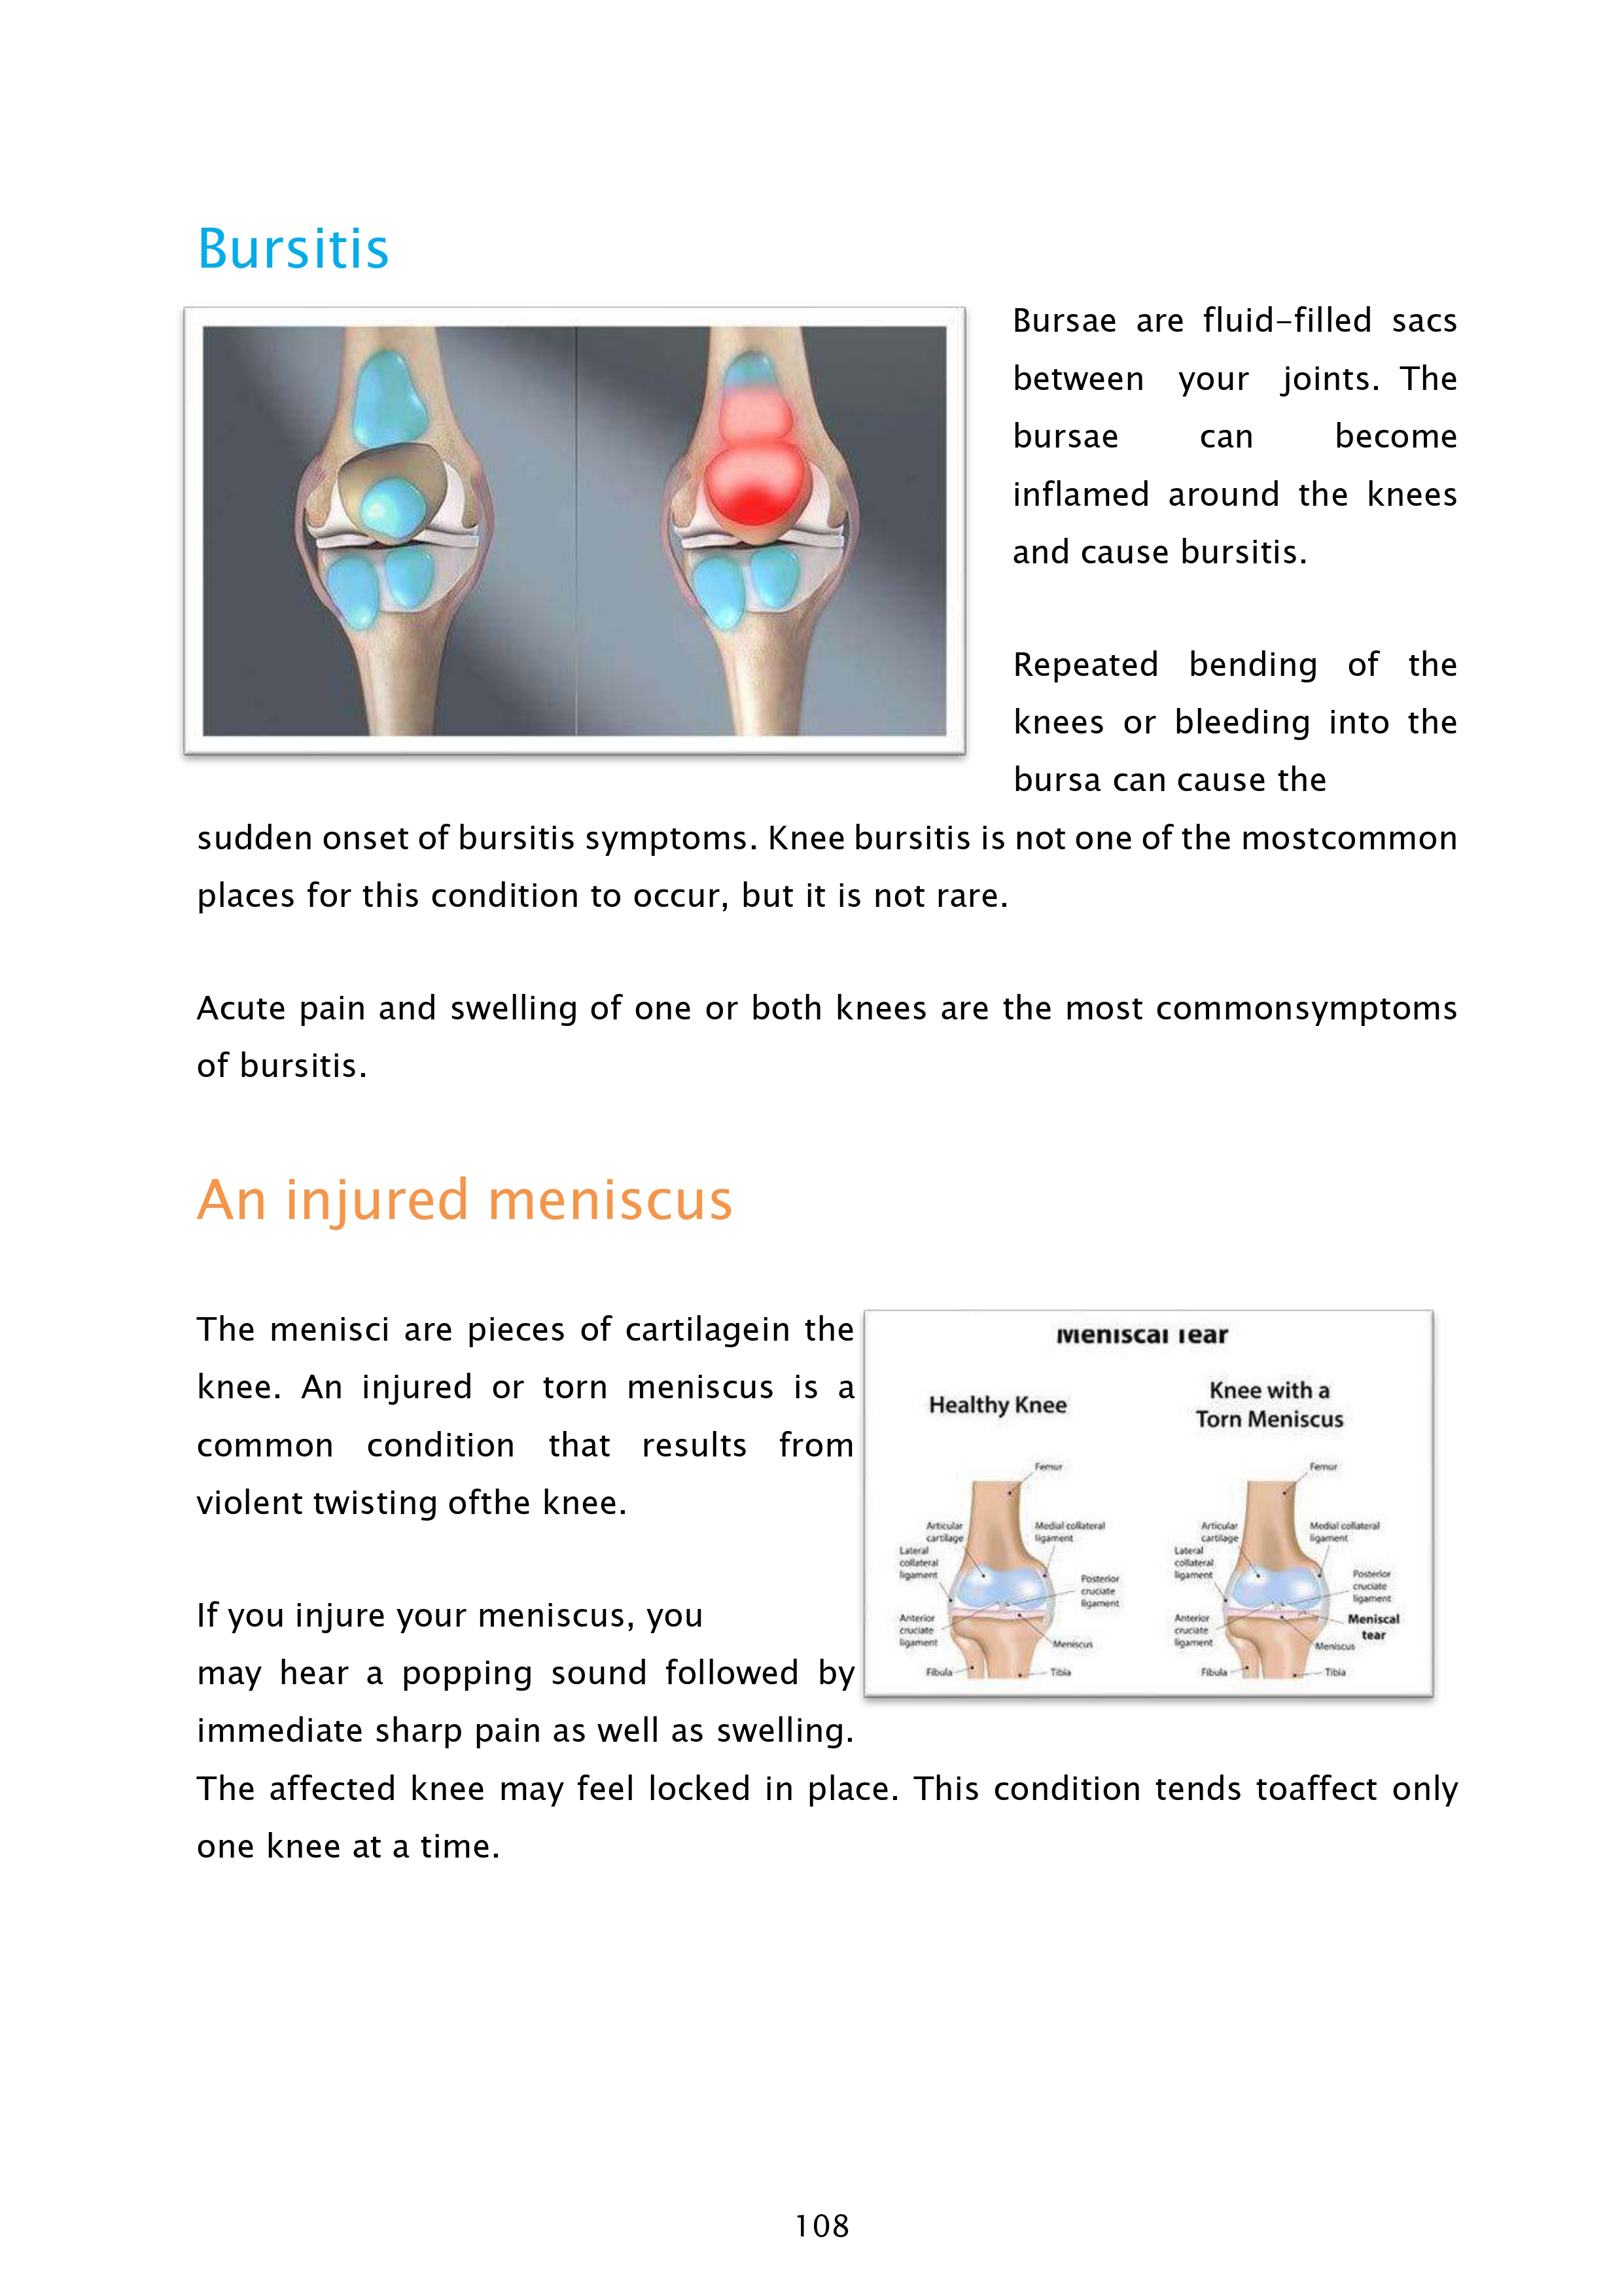 Bursitis
Bursae are fluid-filled sacs
between your joints. The
bursae can become
inflamed around the knees
and cause bursitis.
Repeated bending of the
knees or bleeding into the
bursa can cause the
sudden onset of bursitis symptoms. Knee bursitis is not one of the mostcommon
places for this condition to occur, but it is not rare.
Acute pain and swelling of one or both knees are the most commonsymptoms
of bursitis.
An injured meniscus
The menisci are pieces of cartilagein the
knee. An injured or torn meniscus is a
common condition that results from
violent twisting ofthe knee.
If you injure your meniscus, you
may hear a popping sound followed by
immediate sharp pain as well as swelling.
The affected knee may feel locked in place. This condition tends toaffect only
one knee at a time.
Meniscal Tear
Healthy Knee
Femur
Articular
cartilage
Medial collateral
ligament
Lateral
collateral
ligament
Posterior
cruciate
ligament
Anterior
cruciate
ligament
Meniscus
Fibula
Tibia
Knee with a
Torn Meniscus
Femur
Articular
cartilage
Medial collateral
ligament
Lateral
collateral
ligament
Posterior
cruciate
ligament
Anterior
cruciate
ligament
Meniscal
tear
Meniscus
Fibula
Tibia
108